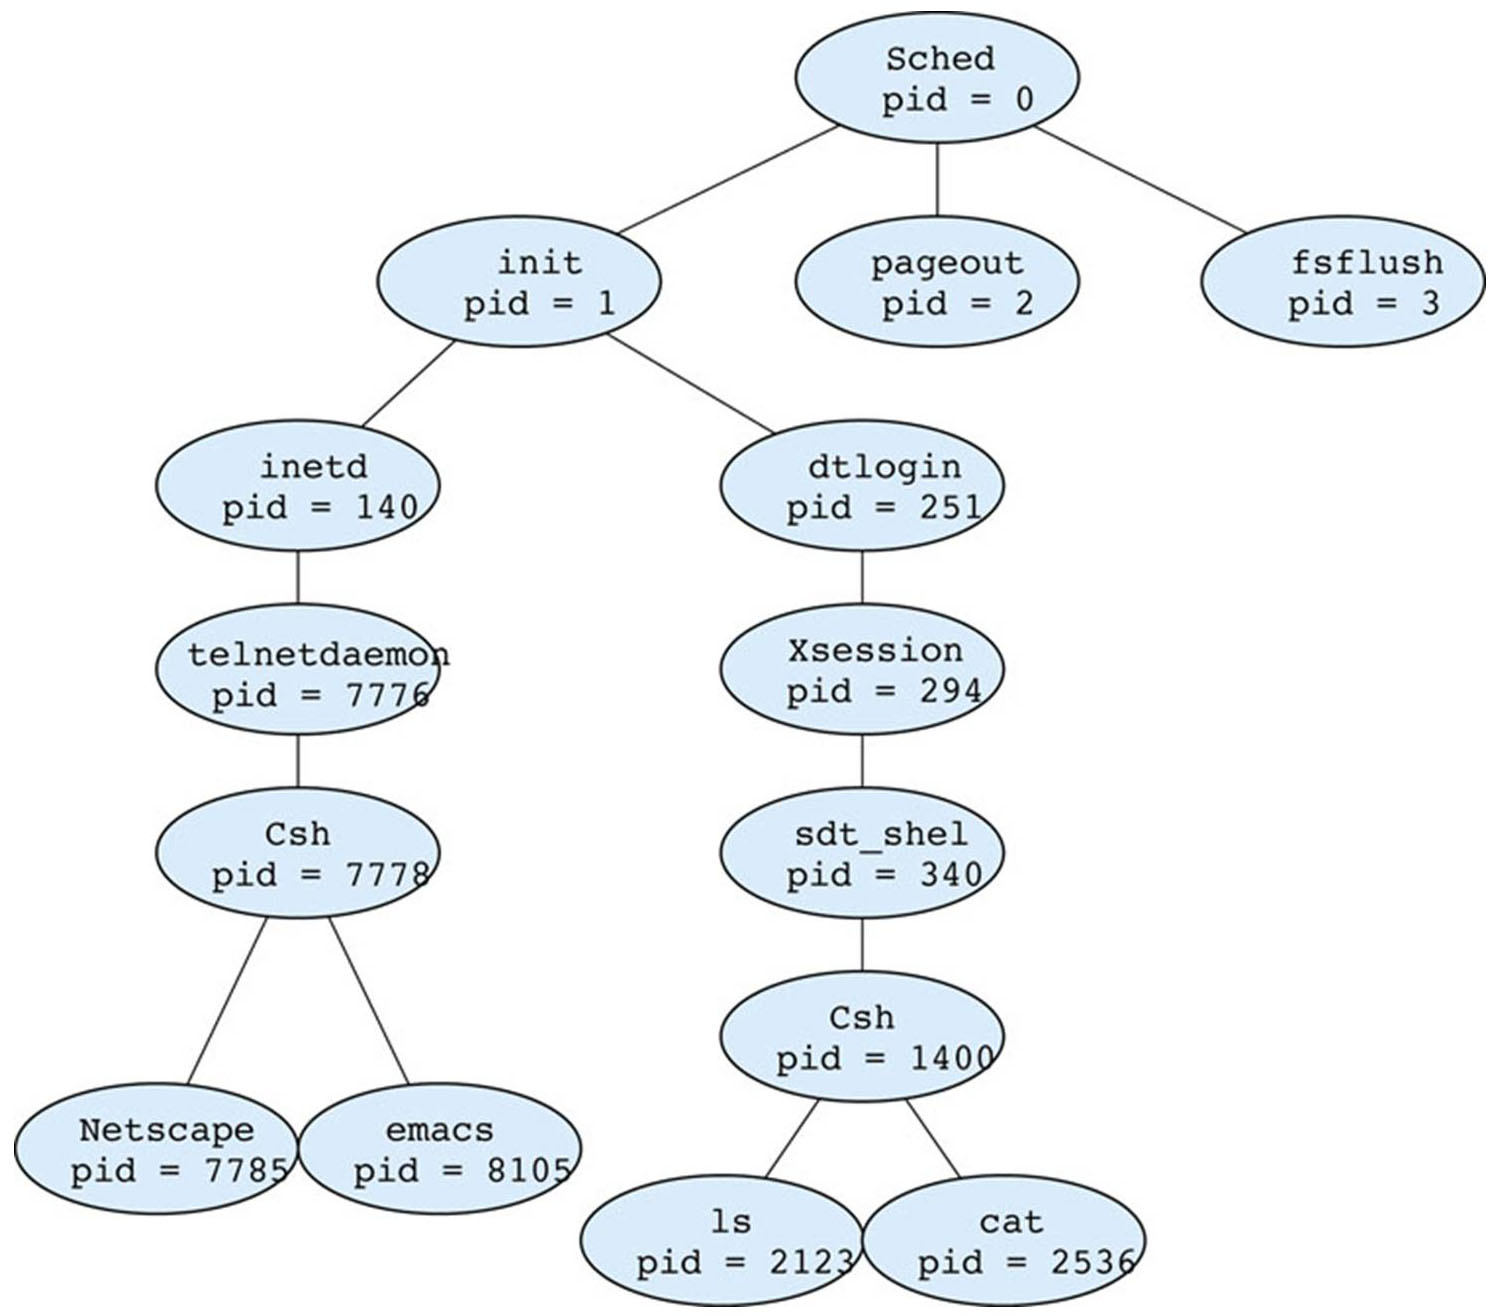 Sched
pid = 0
init
pid = 1
pageout
pid = 2
fsflush
pid = 3
inetd
pid = 140
dtlogin
pid = 251
telnetdaemon
pid = 7776
Xsession
pid = 294
Csh
pid = 7778
sdt_shel
pid = 340
Csh
pid = 1400
Netscape
pid = 7785
emacs
pid = 8105
ls
pid = 2123
cat
pid = 2536